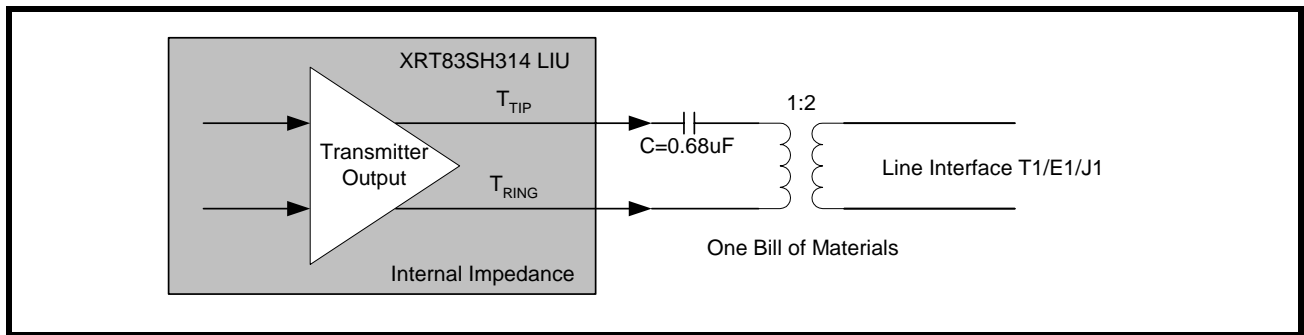 XRT83SH314 LIU
TTIP
1:2
C=0.68uF
Transmitter
Output
Line Interface T1/E1/J1
TRING
One Bill of Materials
Internal Impedance